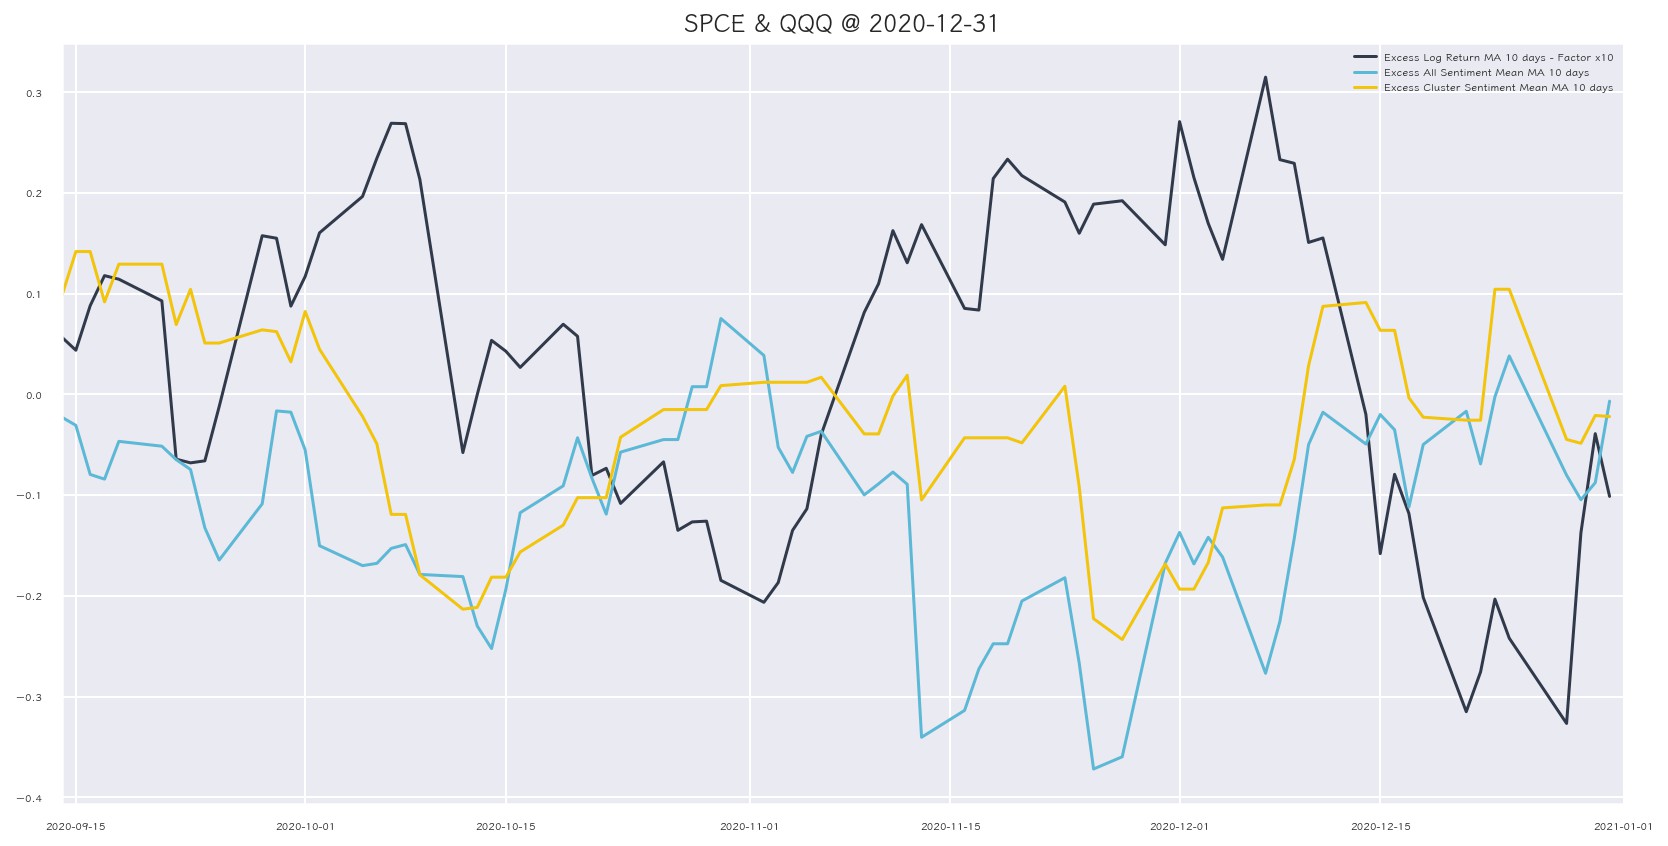 SPCE & QQQ @ 2020-12-31
Excess Log Return MA 10 days - Factor x10
Excess All Sentiment Mean MA 10 days
Excess Cluster Sentiment Mean MA 10 days
0.3
0.2
0.1
0.0
−0.1
−0.2
−0.3
−0.4
2020-09-15 2020-10-01 2020-10-15 2020-11-01 2020-11-15 2020-12-01 2020-12-15 2021-01-01